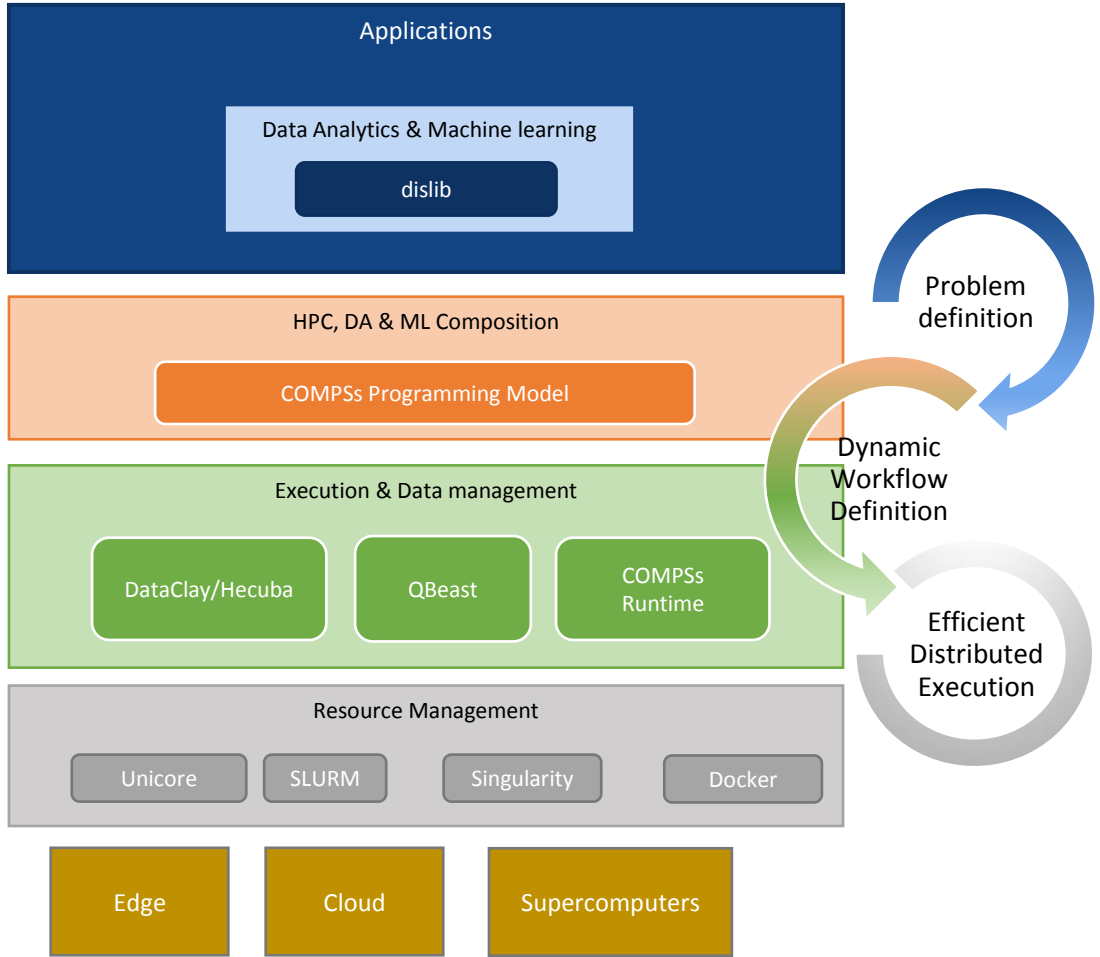 Applications
Data Analytics & Machine learning
dislib
HPC, DA & ML Composition
COMPSs Programming Model
Execution & Data management
DataClay/Hecuba
QBeast
COMPSs
Runtime
Resource Management
Unicore
SLURM
Singularity
Docker
Edge
Cloud
Supercomputers
Problem
definition
Dynamic
Workflow
Definition
Efficient
Distributed
Execution